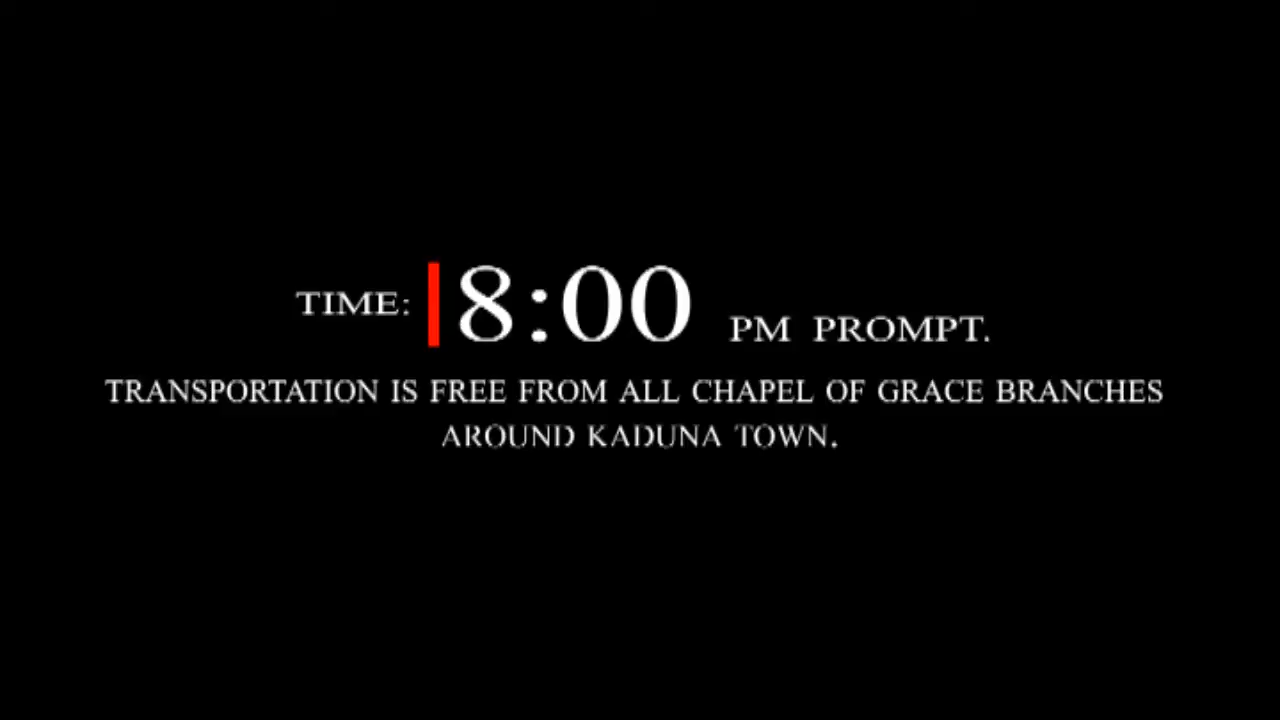 TIME: 8:00 PM PROMPT.
TRANSPORTATION IS FREE FROM ALL CHAPEL OF GRACE BRANCHES
AROUND KADUNA TOWN.